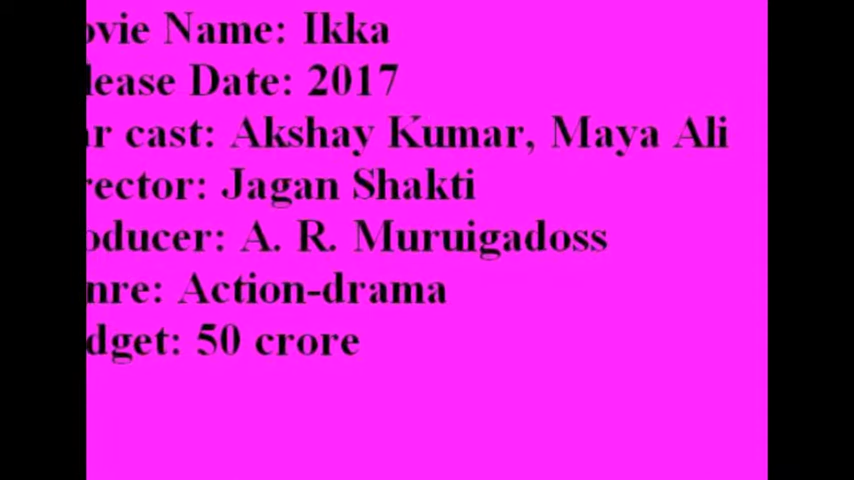 ovie Name: Ikka
lease Date: 2017
ar cast: Akshay Kumar, Maya Ali
rector: Jagan Shakti
oducer: A. R. Muruigadoss
nre: Action-drama
dget: 50 crore